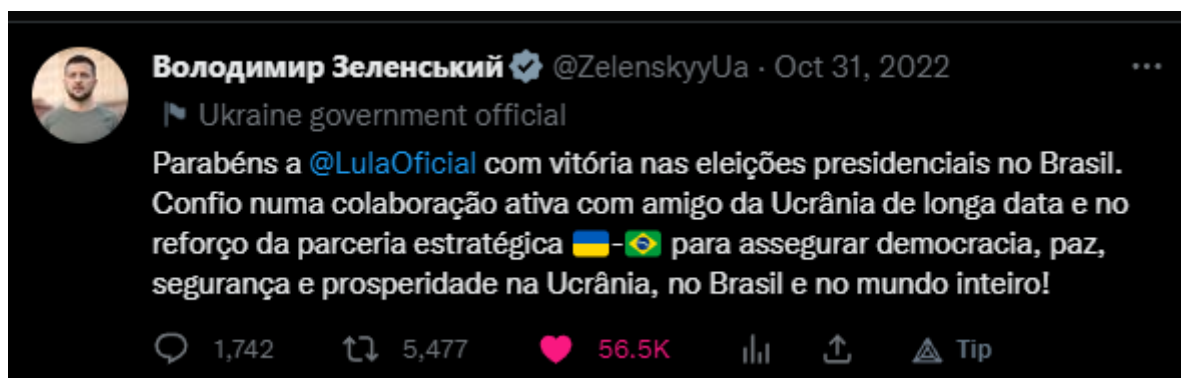 Володимир Зеленський @ZelenskyyUa · Oct 31, 2022
Ukraine government official
Parabéns a @LulaOficial com vitória nas eleições presidenciais no Brasil.
Confio numa colaboração ativa com amigo da Ucrânia de longa data e no
reforço da parceria estratégica 🇺🇦-🇧🇷 para assegurar democracia, paz,
segurança e prosperidade na Ucrânia, no Brasil e no mundo inteiro!
1,742 5,477 56.5K Tip